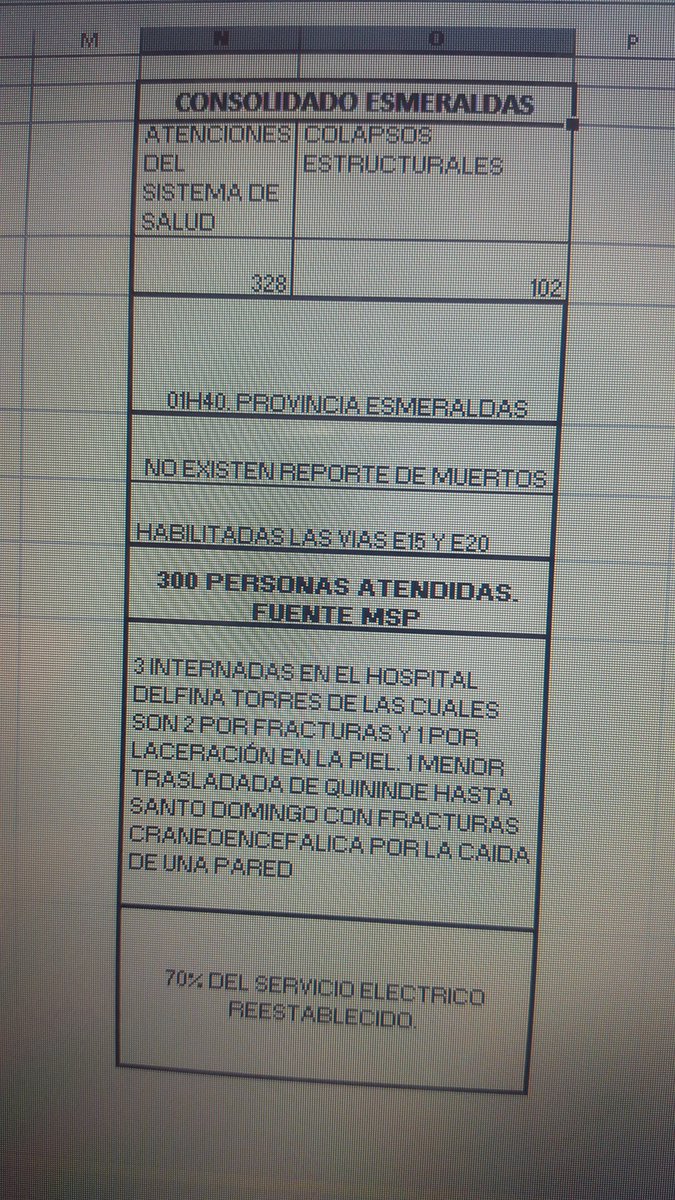 M N O P
CONSOLIDADO ESMERALDAS
ATENCIONES
DEL
SISTEMA DE
SALUD
COLAPSOS
ESTRUCTURALES
328
102
01H40. PROVINCIA ESMERALDAS
NO EXISTEN REPORTE DE MUERTOS
HABILITADAS LAS VIAS E15 Y E20
300 PERSONAS ATENDIDAS.
FUENTE MSP
3 INTERNADAS EN EL HOSPITAL
DELFINA TORRES DE LAS CUALES
SON 2 POR FRACTURAS Y 1 POR
LACERACIÓN EN LA PIEL. 1 MENOR
TRASLADADA DE QUININDE HASTA
SANTO DOMINGO CON FRACTURAS
CRANEOENCEFALICA POR LA CAIDA
DE UNA PARED
70% DEL SERVICIO ELECTRICO
REESTABLECIDO.